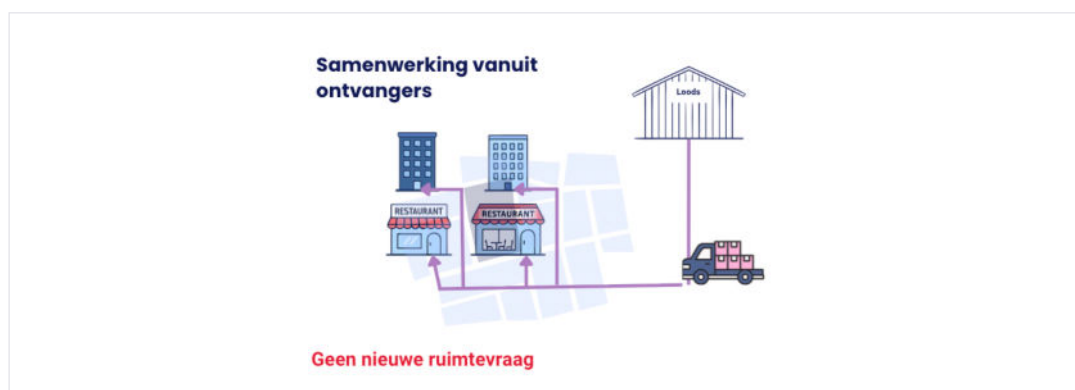 Samenwerking vanuit
ontvangers
Loods
RESTAURANT
RESTAURANT
Geen nieuwe ruimtevraag